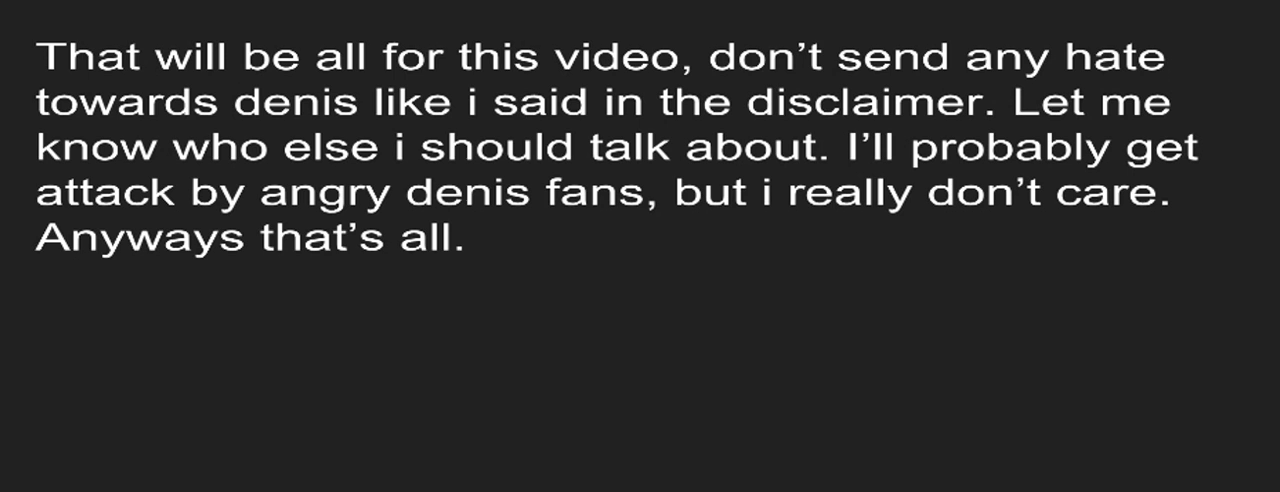 That will be all for this video, don’t send any hate
towards denis like i said in the disclaimer. Let me
know who else i should talk about. I’ll probably get
attack by angry denis fans, but i really don’t care.
Anyways that’s all.